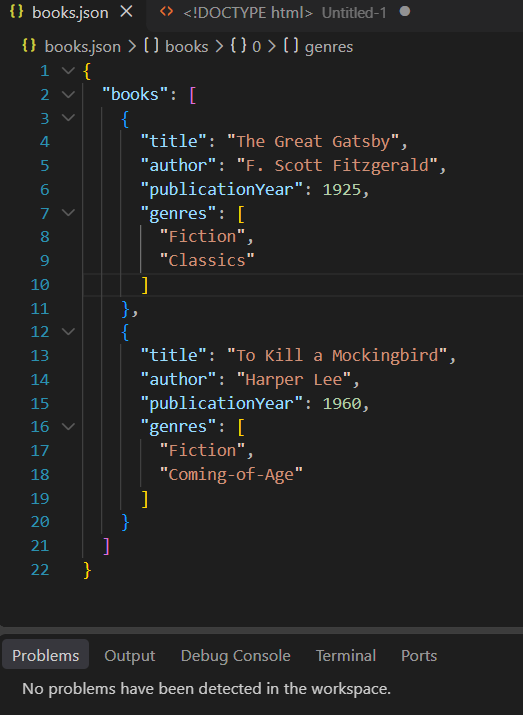 {} books.json × <> <!DOCTYPE html> Untitled-1 ●
{} books.json > [ ] books > {} 0 > [ ] genres
1 {
2 "books": [
3 {
4 "title": "The Great Gatsby",
5 "author": "F. Scott Fitzgerald",
6 "publicationYear": 1925,
7 "genres": [
8 "Fiction",
9 "Classics"
10 ]
11 },
12 {
13 "title": "To Kill a Mockingbird",
14 "author": "Harper Lee",
15 "publicationYear": 1960,
16 "genres": [
17 "Fiction",
18 "Coming-of-Age"
19 ]
20 }
21 ]
22 }
Problems Output Debug Console Terminal Ports
No problems have been detected in the workspace.